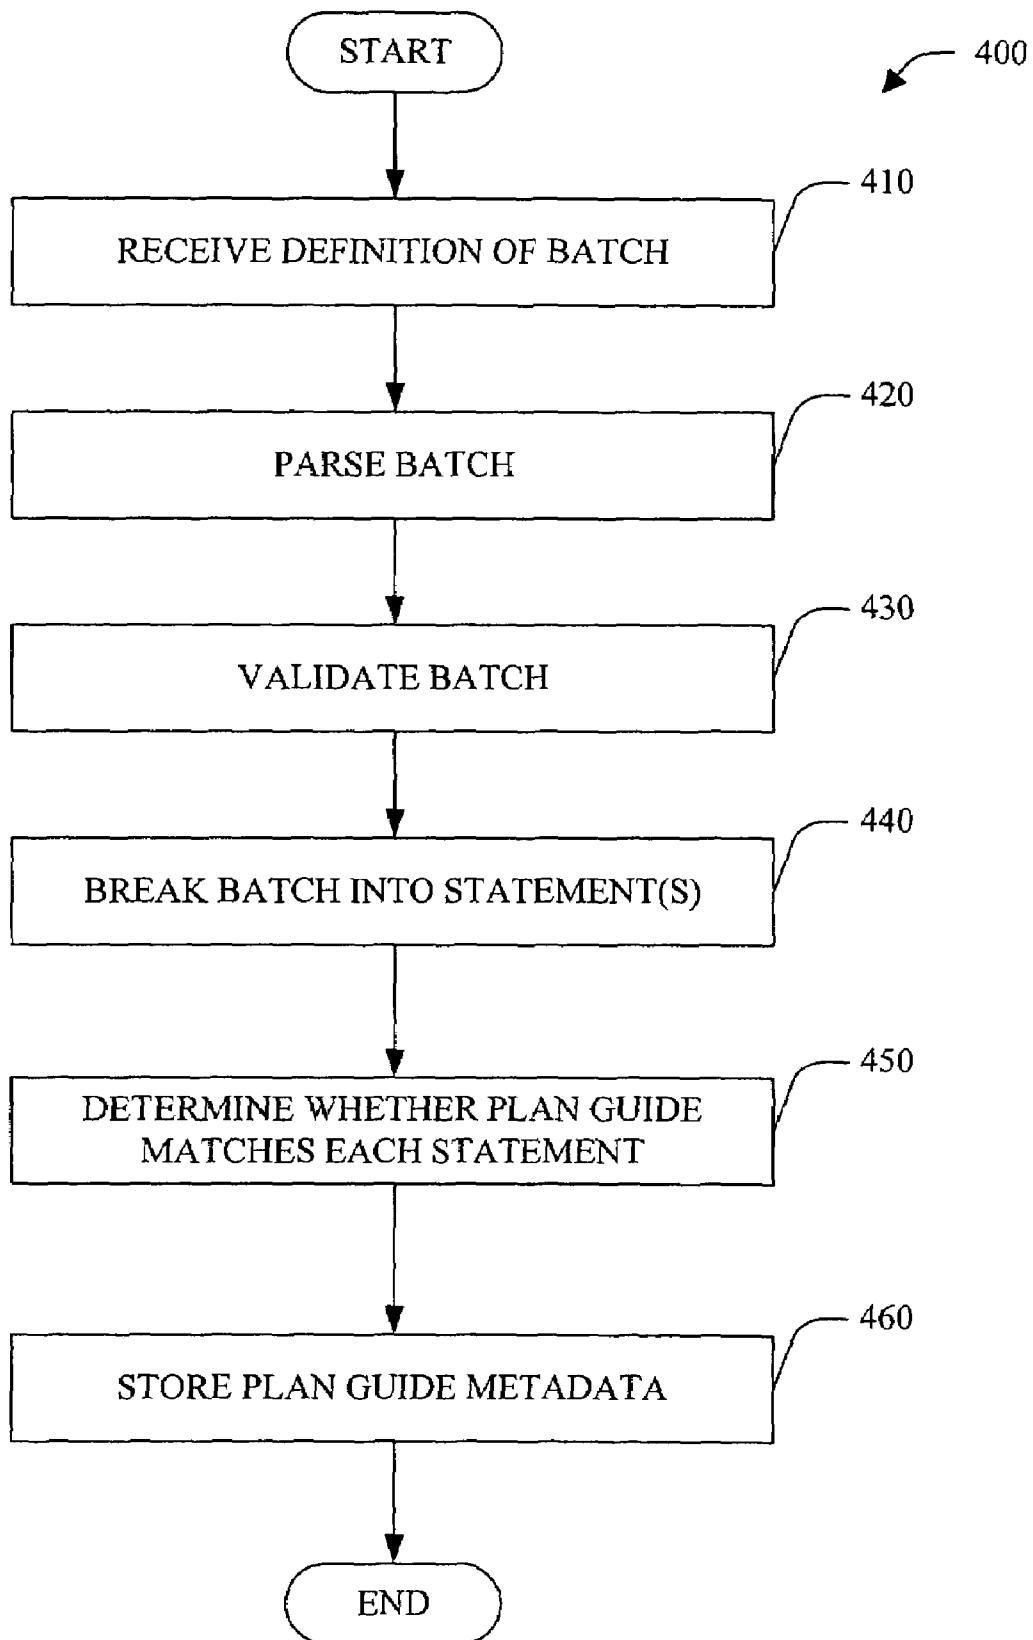 START
400
410
RECEIVE DEFINITION OF BATCH
420
PARSE BATCH
430
VALIDATE BATCH
440
BREAK BATCH INTO STATEMENT(S)
450
DETERMINE WHETHER PLAN GUIDE
MATCHES EACH STATEMENT
460
STORE PLAN GUIDE METADATA
END